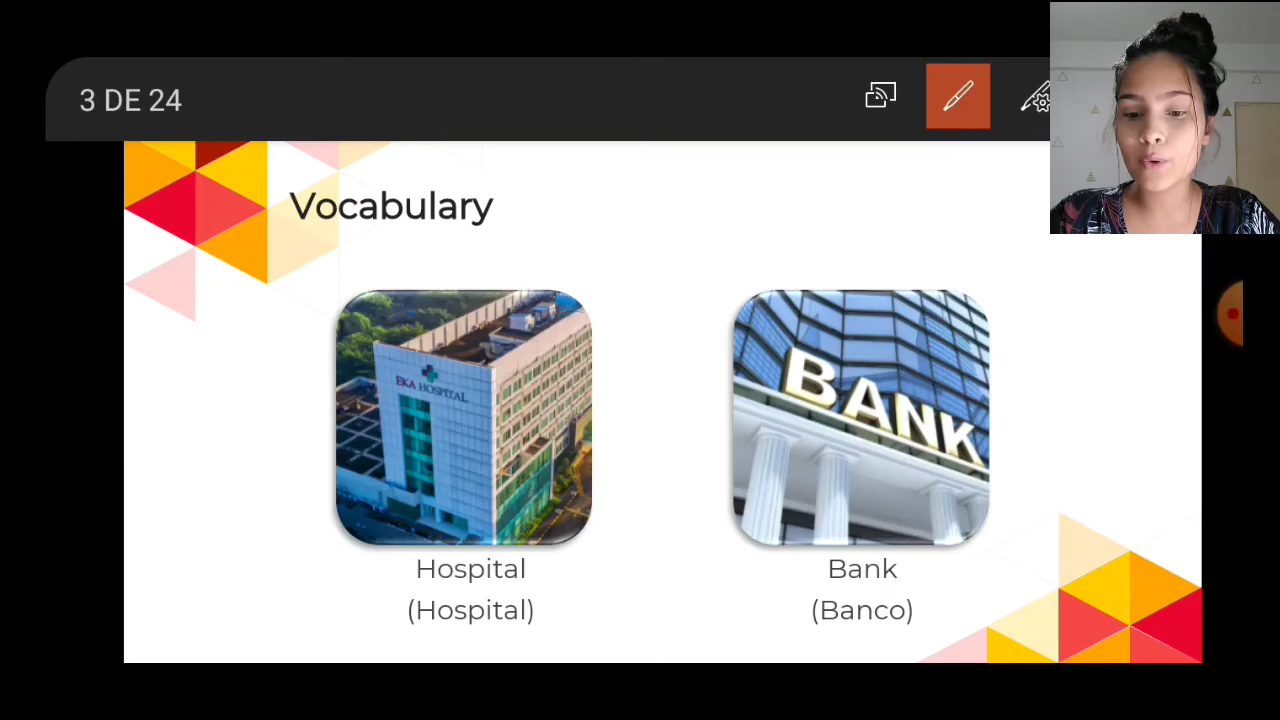 3 DE 24
Vocabulary
EKA HOSPITAL
BANK
Hospital
(Hospital)
Bank
(Banco)